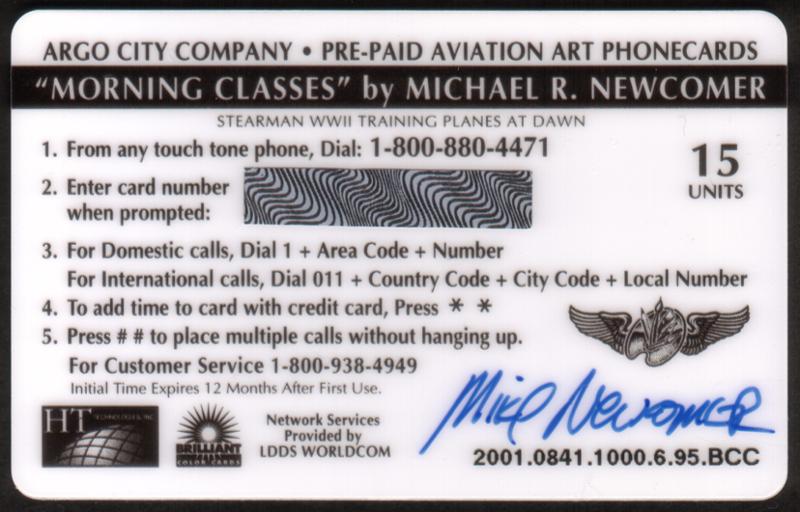 ARGO CITY COMPANY • PRE-PAID AVIATION ART PHONECARDS
"MORNING CLASSES" by MICHAEL R. NEWCOMER
STEARMAN WWII TRAINING PLANES AT DAWN
1. From any touch tone phone, Dial: 1-800-880-4471
15
UNITS
2. Enter card number
when prompted:
3. For Domestic calls, Dial 1 + Area Code + Number
For International calls, Dial 011 + Country Code + City Code + Local Number
4. To add time to card with credit card, Press * *
5. Press # # to place multiple calls without hanging up.
For Customer Service 1-800-938-4949
Initial Time Expires 12 Months After First Use.
HT
TECHNOLOGIES, INC.
BRILLIANT
COLOR CARDS
Network Services
Provided by
LDDS WORLDCOM
Mike Newcomer
2001.0841.1000.6.95.BCC